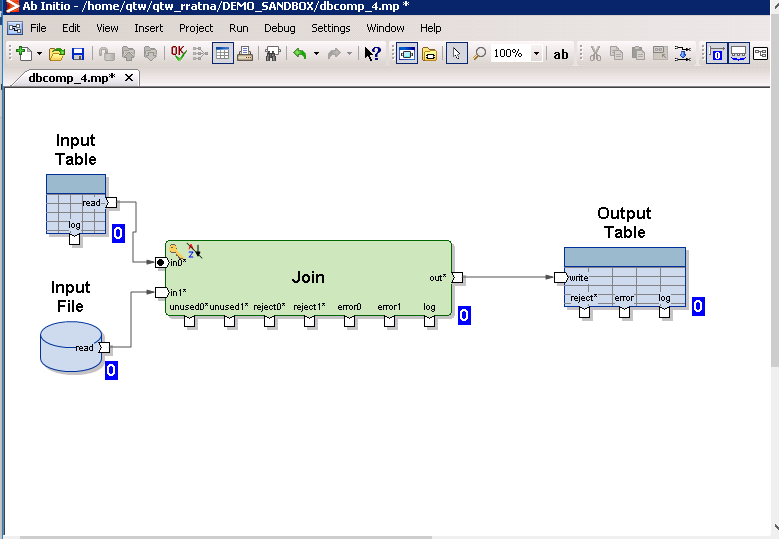 Ab Initio - /home/qtw/qtw_rratna/DEMO_SANDBOX/dbcomp_4.mp *
File Edit View Insert Project Run Debug Settings Window Help
OK 100% ab 0
dbcomp_4.mp*
Input
Table
read
log
0
Input
File
read
0
in0*
in1*
Join
out*
unused0* unused1* reject0* reject1* error0 error1 log
0
Output
Table
write
reject* error log
0